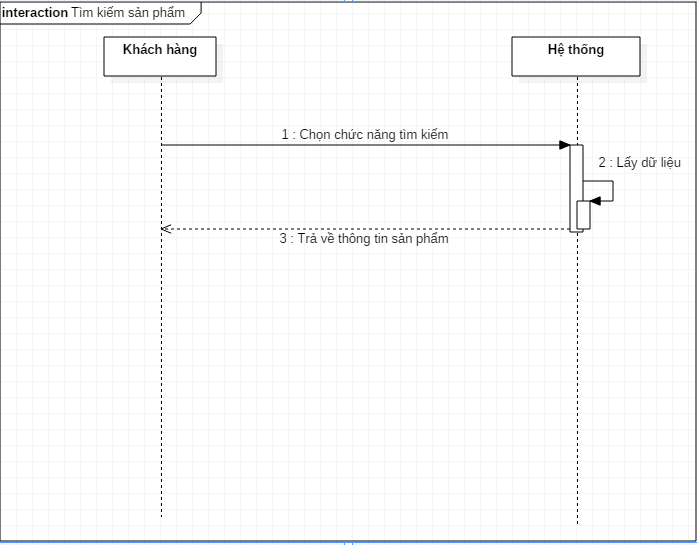 interaction Tìm kiếm sản phẩm
Khách hàng
Hệ thống
1 : Chọn chức năng tìm kiếm
2 : Lấy dữ liệu
3 : Trả về thông tin sản phẩm